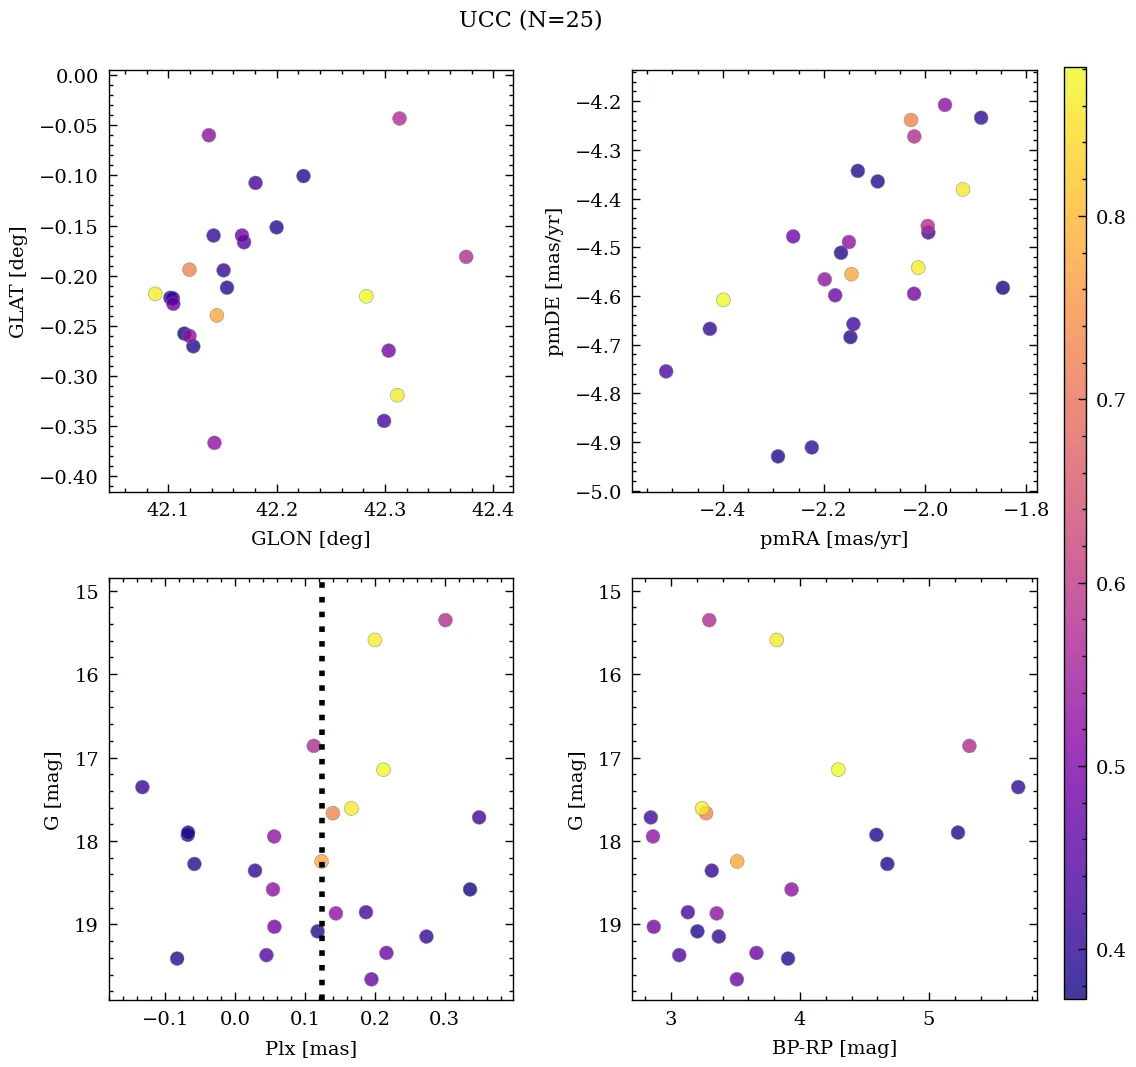 UCC (N=25)
0.00
−0.05
−0.10
−0.15
−0.20
−0.25
−0.30
−0.35
−0.40
GLAT [deg]
42.1 42.2 42.3 42.4
GLON [deg]
−4.2
−4.3
−4.4
−4.5
−4.6
−4.7
−4.8
−4.9
−5.0
pmDE [mas/yr]
−2.4 −2.2 −2.0 −1.8
pmRA [mas/yr]
15
16
17
18
19
G [mag]
−0.1 0.0 0.1 0.2 0.3
Plx [mas]
15
16
17
18
19
G [mag]
3 4 5
BP-RP [mag]
0.8
0.7
0.6
0.5
0.4